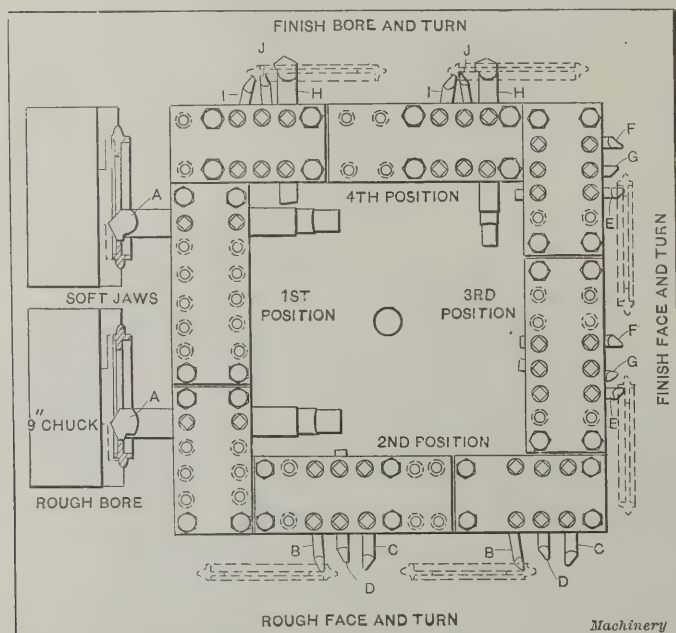 FINISH BORE AND TURN
J
J
I
H
I
H
F
G
4TH POSITION
E
A
SOFT JAWS
1ST
POSITION
3RD
POSITION
FINISH FACE AND TURN
F
G
E
A
9" CHUCK
2ND POSITION
ROUGH BORE
B
C
B
C
D
D
ROUGH FACE AND TURN
Machinery